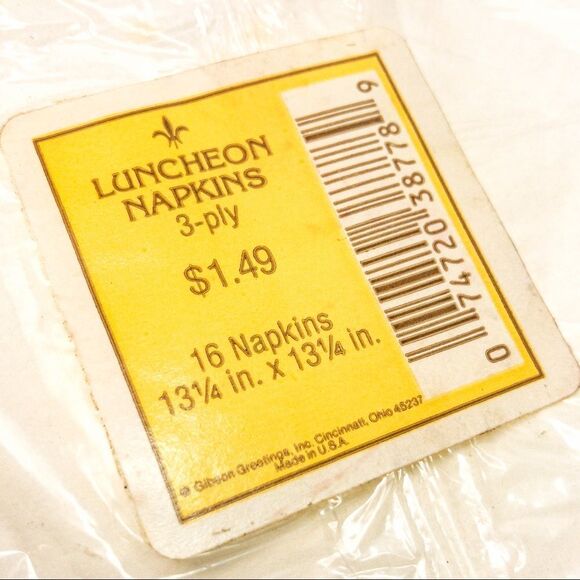 LUNCHEON
NAPKINS
3-ply
$1.49
16 Napkins
13¼ in. x 13¼ in.
© Gibson Greetings, Inc. Cincinnati, Ohio 45237
Made in U.S.A.
0 74720 38778 9